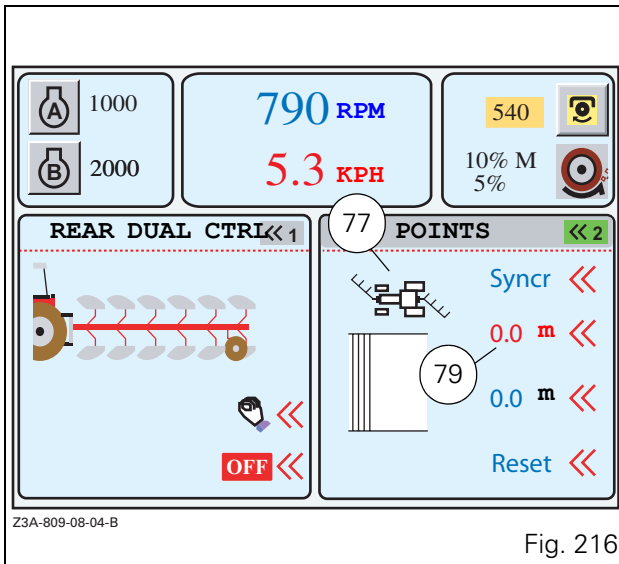 A 1000
B 2000
790 RPM
5.3 KPH
540
10% M
5%
REAR DUAL CTRL <<1
77
POINTS <<2
Syncr <<
0.0 m <<
79
0.0 m <<
Reset <<
<<
OFF <<
Z3A-809-08-04-B
Fig. 216